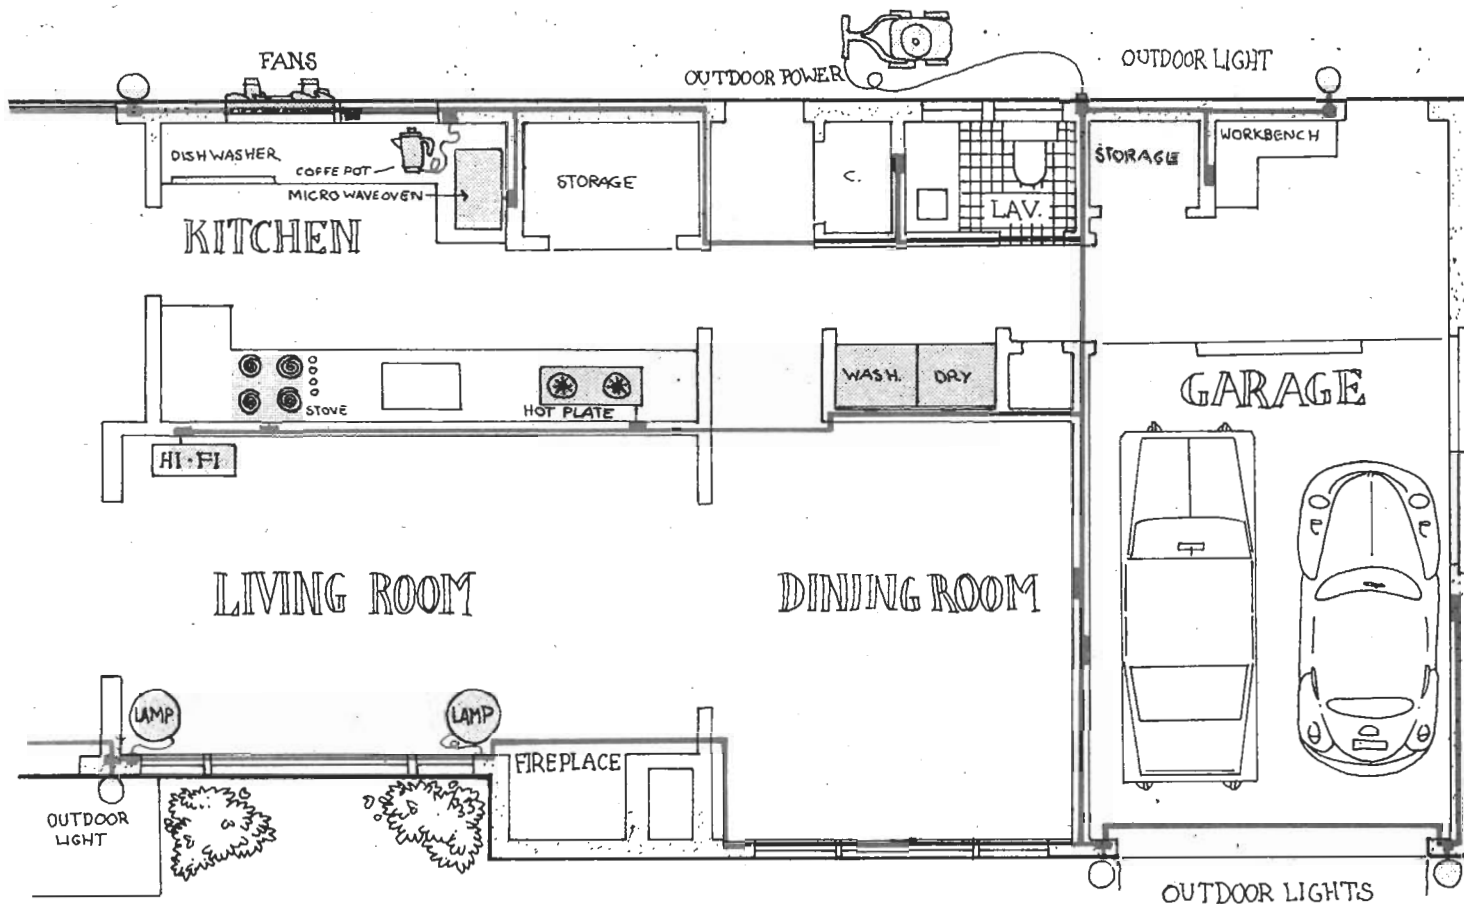 FANS
OUTDOOR POWER
OUTDOOR LIGHT
DISH WASHER
COFFE POT
MICRO WAVE OVEN
STORAGE
C.
LAV.
STORAGE
WORKBENCH
KITCHEN
STOVE
HOT PLATE
WASH.
DRY
GARAGE
HI-FI
LIVING ROOM
DINING ROOM
LAMP
LAMP
FIREPLACE
OUTDOOR
LIGHT
OUTDOOR LIGHTS